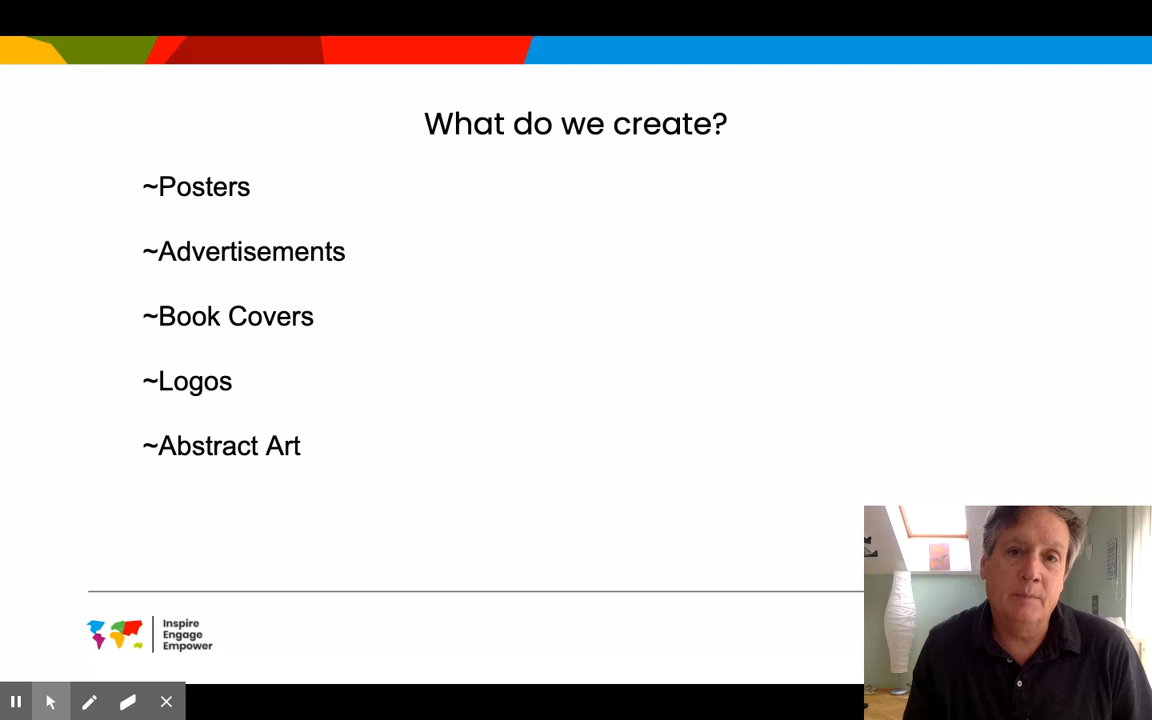 What do we create?
~Posters
~Advertisements
~Book Covers
~Logos
~Abstract Art
Inspire
Engage
Empower